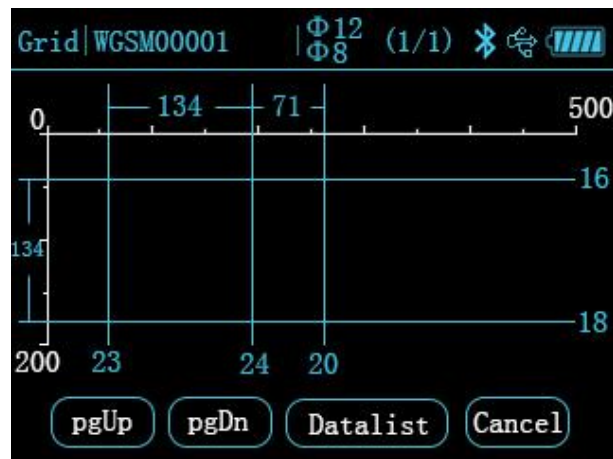 Grid|WGSM00001 |Φ12 Φ8 (1/1)
134 71
0 500
16
134
18
200 23 24 20
pgUp pgDn Datalist Cancel